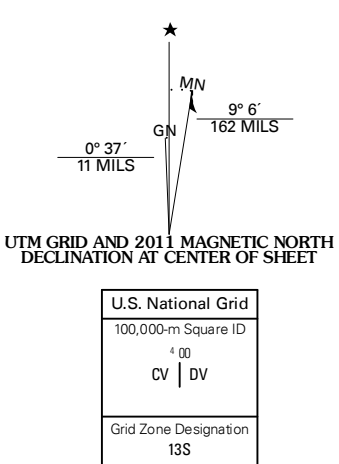 ★
MN
GN
9° 6´
162 MILS
0° 37´
11 MILS
UTM GRID AND 2011 MAGNETIC NORTH
DECLINATION AT CENTER OF SHEET
U.S. National Grid
100,000-m Square ID
4 00
CV DV
Grid Zone Designation
13S